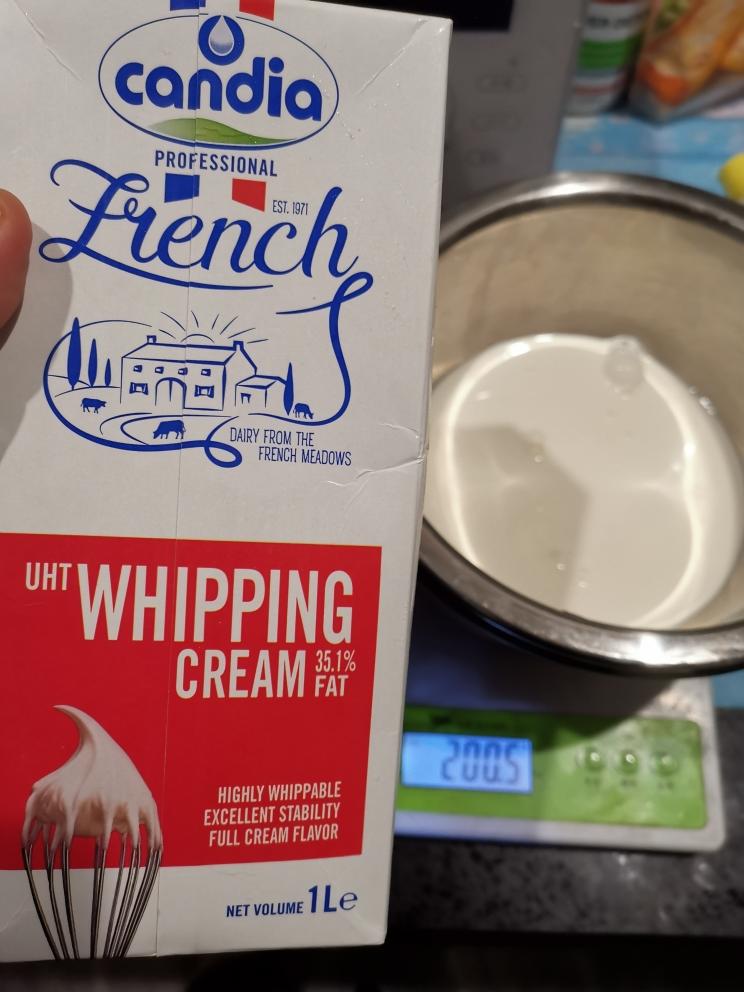 candia
PROFESSIONAL
French
EST. 1971
DAIRY FROM THE
FRENCH MEADOWS
UHT WHIPPING
CREAM 35.1%
FAT
HIGHLY WHIPPABLE
EXCELLENT STABILITY
FULL CREAM FLAVOR
NET VOLUME 1Le
200.5